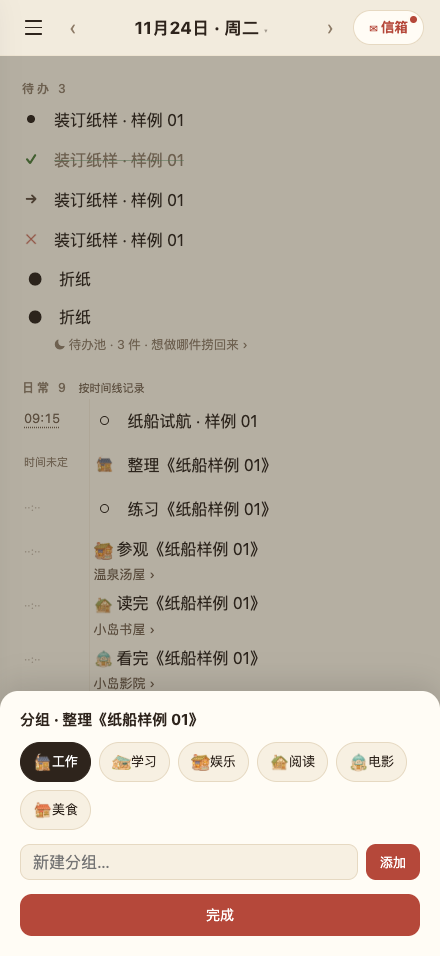 11月24日 · 周二
信箱
待办 3
装订纸样 · 样例 01
装订纸样 · 样例 01
装订纸样 · 样例 01
装订纸样 · 样例 01
折纸
折纸
待办池 · 3 件 · 想做哪件捞回来 ›
日常 9 按时间线记录
09:15 纸船试航 · 样例 01
时间未定 整理《纸船样例 01》
--:-- 练习《纸船样例 01》
--:-- 参观《纸船样例 01》
温泉汤屋 ›
--:-- 读完《纸船样例 01》
小岛书屋 ›
--:-- 看完《纸船样例 01》
小岛影院 ›
分组 · 整理《纸船样例 01》
工作 学习 娱乐 阅读 电影
美食
新建分组... 添加
完成